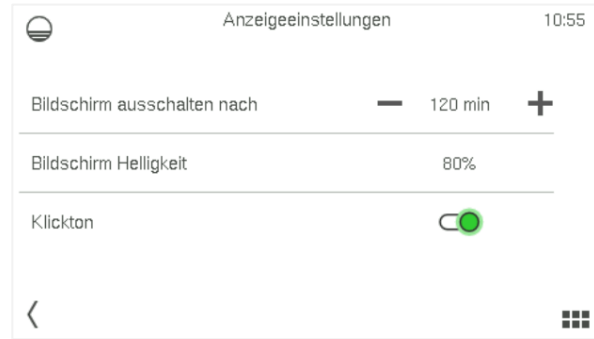 Anzeigeeinstellungen 10:55
Bildschirm ausschalten nach 120 min
Bildschirm Helligkeit 80%
Klickton